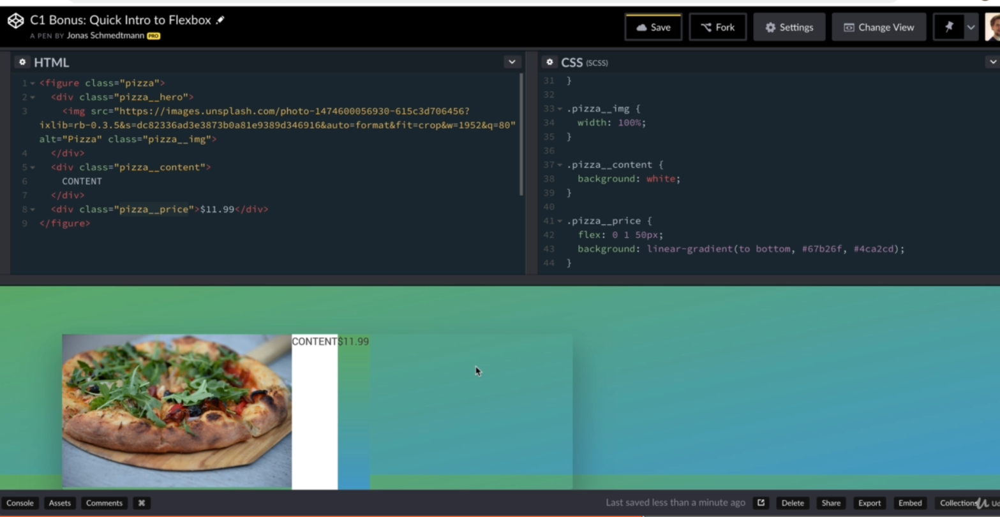 C1 Bonus: Quick Intro to Flexbox
A PEN BY Jonas Schmedtmann PRO
Save
Fork
Settings
Change View
HTML
1 <figure class="pizza">
2 <div class="pizza__hero">
3 <img src="https://images.unsplash.com/photo-1474600056930-615c3d706456?
ixlib=rb-0.3.5&s=dc82336ad3e3873b0a81e9389d346916&auto=format&fit=crop&w=1952&q=80"
alt="Pizza" class="pizza__img">
4 </div>
5 <div class="pizza__content">
6 CONTENT
7 </div>
8 <div class="pizza__price">$11.99</div>
9 </figure>
CSS (SCSS)
31 }
32
33 .pizza__img {
34 width: 100%;
35 }
36
37 .pizza__content {
38 background: white;
39 }
40
41 .pizza__price {
42 flex: 0 1 50px;
43 background: linear-gradient(to bottom, #67b26f, #4ca2cd);
44 }
CONTENT$11.99
Console
Assets
Comments
⌘
Last saved less than a minute ago
Delete
Share
Export
Embed
Collections